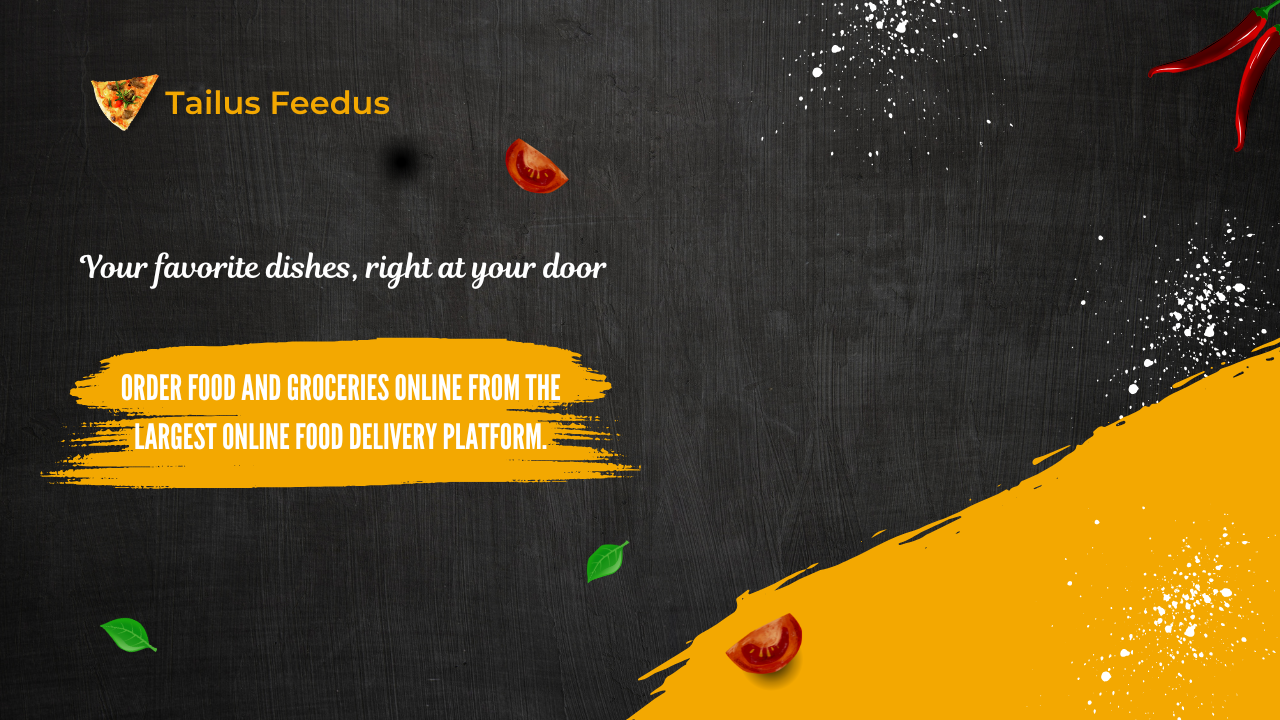 Tailus Feedus
Your favorite dishes, right at your door
ORDER FOOD AND GROCERIES ONLINE FROM THE
LARGEST ONLINE FOOD DELIVERY PLATFORM.